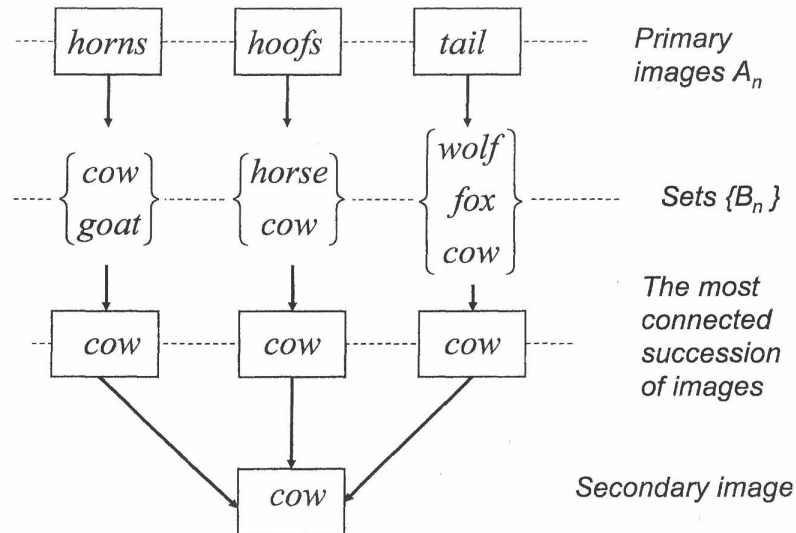 horns hoofs tail Primary
images Aₙ
cow horse wolf
goat cow fox
cow
Sets {Bₙ}
cow cow cow
The most
connected
succession
of images
cow
Secondary image